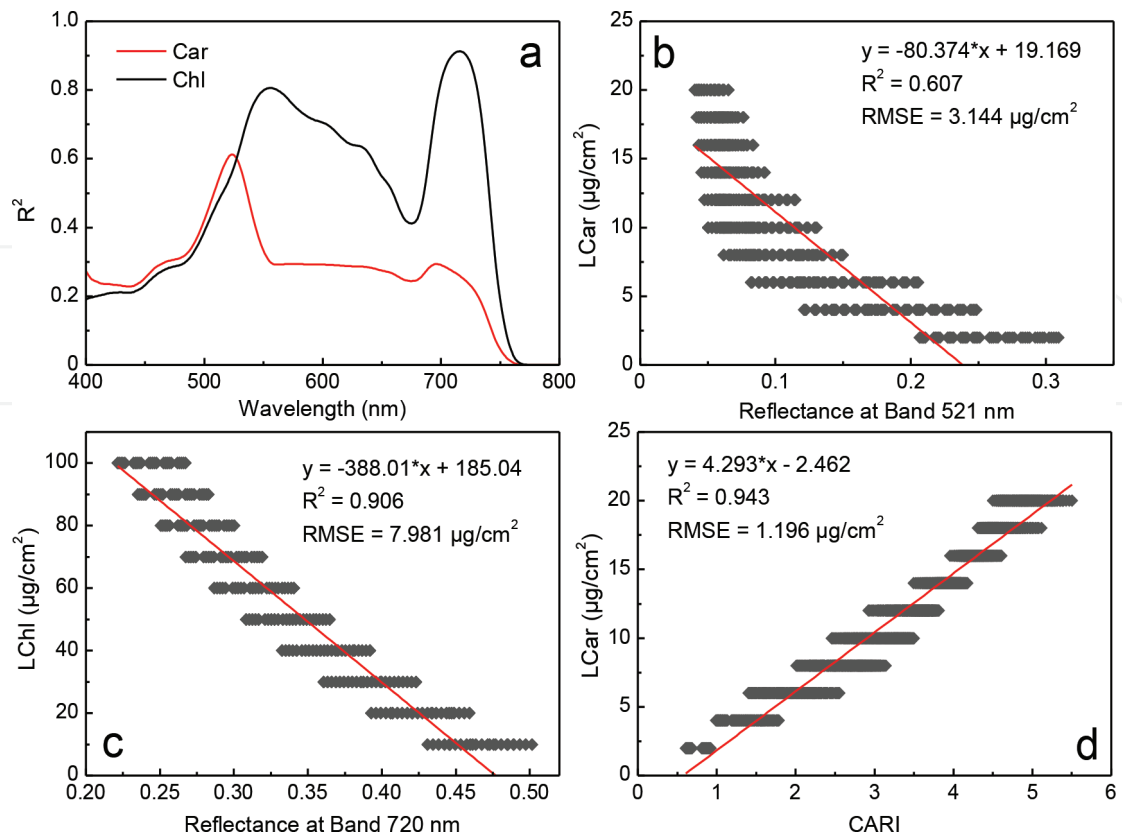 a
Car
Chl
1.0
0.8
0.6
0.4
0.2
0
R²
400
500
600
700
800
Wavelength (nm)
b
y = -80.374*x + 19.169
R² = 0.607
RMSE = 3.144 µg/cm²
25
20
15
10
5
0
LCar (µg/cm²)
0
0.1
0.2
0.3
Reflectance at Band 521 nm
y = -388.01*x + 185.04
R² = 0.906
RMSE = 7.981 µg/cm²
100
80
60
40
20
0
LChl (µg/cm²)
c
0.20
0.25
0.30
0.35
0.40
0.45
0.50
Reflectance at Band 720 nm
y = 4.293*x - 2.462
R² = 0.943
RMSE = 1.196 µg/cm²
25
20
15
10
5
0
LCar (µg/cm²)
d
0
1
2
3
4
5
6
CARI